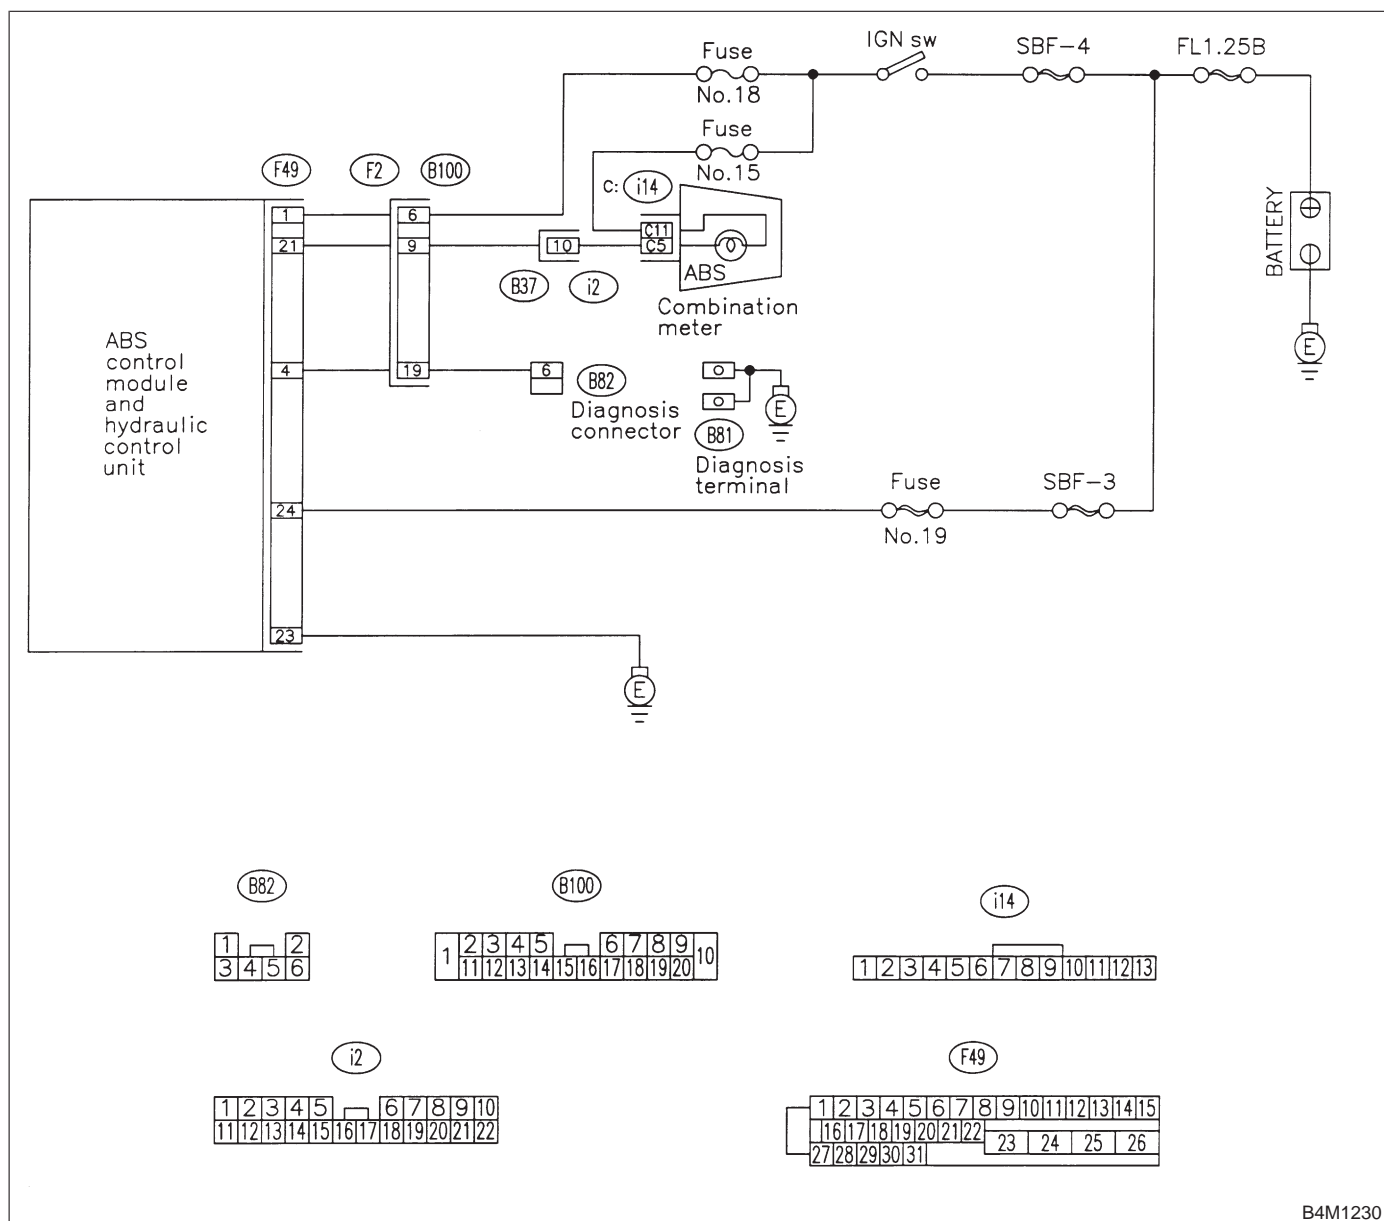 IGN sw
SBF-4
FL1.25B
Fuse
No.18
Fuse
No.15
F49
F2
B100
c: i14
1
6
C11
21
9
10
C5
ABS
B37
i2
Combination
meter
BATTERY
E
ABS
control
module
and
hydraulic
control
unit
4
19
6
B82
Diagnosis
connector
E
B81
Diagnosis
terminal
24
Fuse
No.19
SBF-3
23
E
B82
1 2
3 4 5 6
B100
1 2 3 4 5 6 7 8 9 10
11 12 13 14 15 16 17 18 19 20
i14
1 2 3 4 5 6 7 8 9 10 11 12 13
i2
1 2 3 4 5 6 7 8 9 10
11 12 13 14 15 16 17 18 19 20 21 22
F49
1 2 3 4 5 6 7 8 9 10 11 12 13 14 15
16 17 18 19 20 21 22 23 24 25 26
27 28 29 30 31
B4M1230